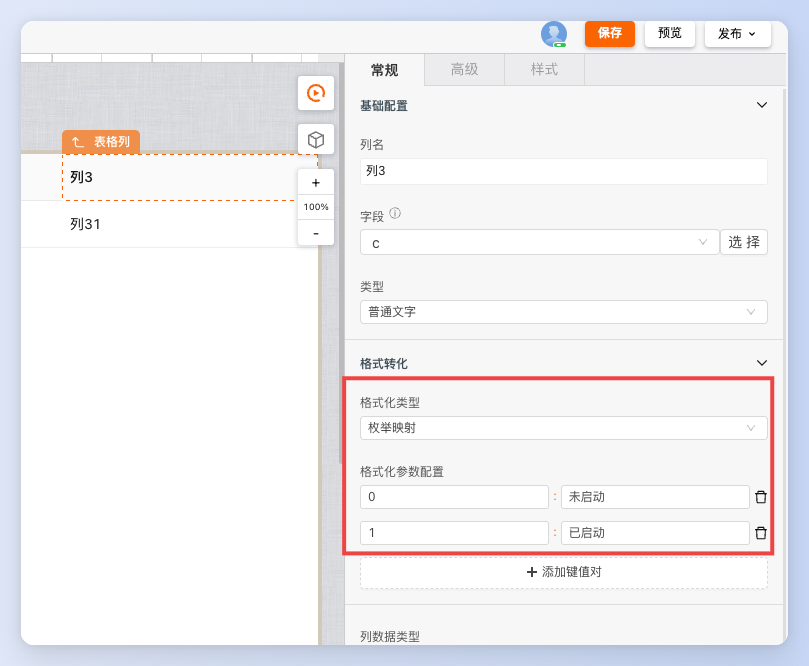 保存
预览
发布
常规
高级
样式
表格列
基础配置
列名
列3
列3
+
100%
-
列31
字段
c
选 择
类型
普通文字
格式转化
格式化类型
枚举映射
格式化参数配置
0 : 未启动
1 : 已启动
+ 添加键值对
列数据类型